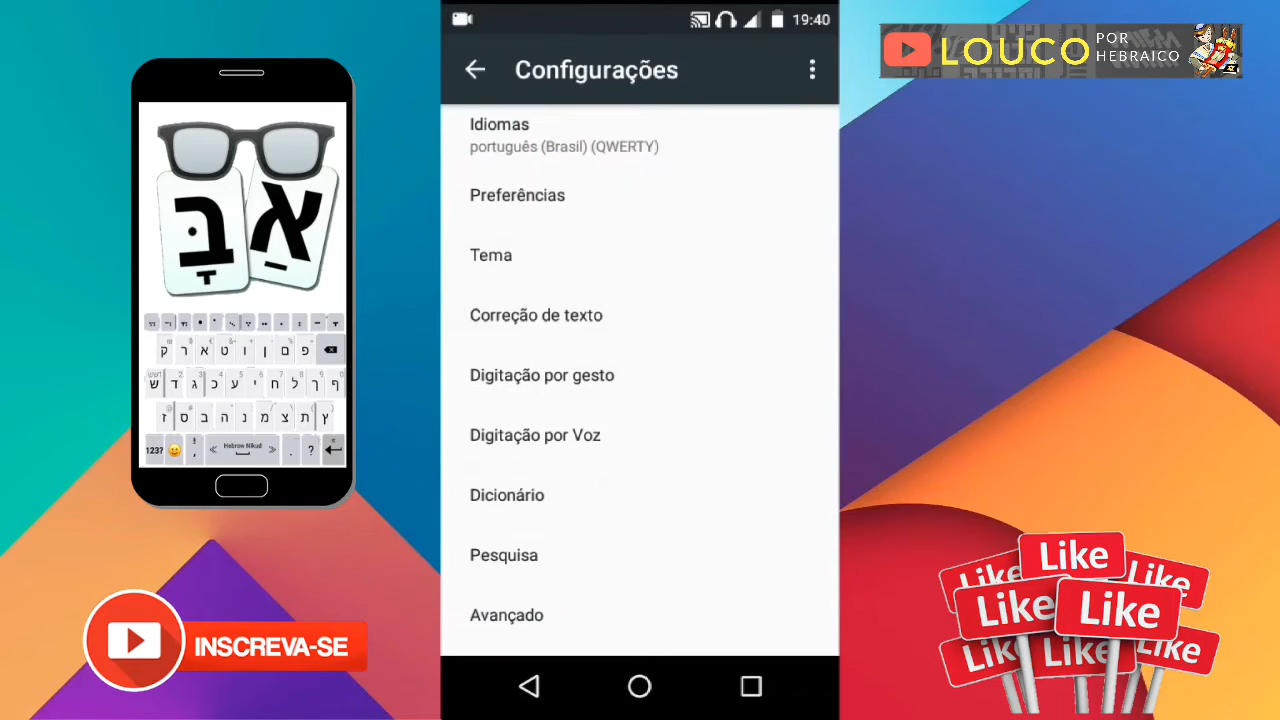 19:40
Configurações
Idiomas
português (Brasil) (QWERTY)
Preferências
Tema
Correção de texto
Digitação por gesto
Digitação por Voz
Dicionário
Pesquisa
Avançado
LOUCO POR HEBRAICO
בָּ אַ
ק ר א ט ו ן ם פ
ש ד ג כ ע י ח ל ך ף
ז ס ב ה נ מ צ ת ץ
123? , Hebrew Nikud . ?
INSCREVA-SE
Like
Like
Like
Like
Like
Like
Like
Like